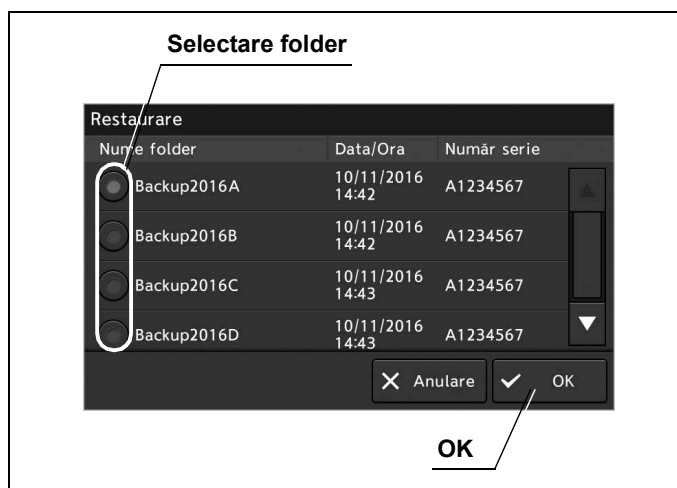 Selectare folder
Restaurare
Nume folder Data/Ora Număr serie
Backup2016A 10/11/2016 14:42 A1234567
Backup2016B 10/11/2016 14:42 A1234567
Backup2016C 10/11/2016 14:43 A1234567
Backup2016D 10/11/2016 14:43 A1234567
Anulare OK
OK